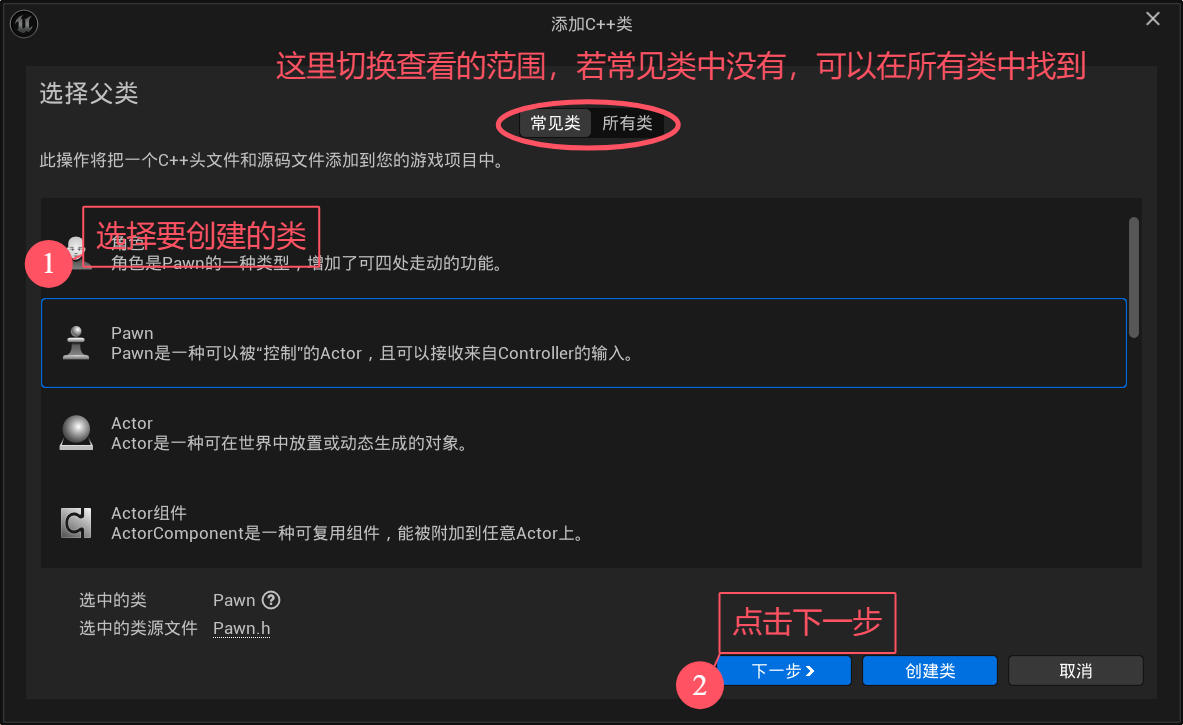 添加C++类
这里切换查看的范围，若常见类中没有，可以在所有类中找到
选择父类
常见类 所有类
此操作将把一个C++头文件和源码文件添加到您的游戏项目中。
选择要创建的类
1
角色
角色是Pawn的一种类型，增加了可四处走动的功能。
Pawn
Pawn是一种可以被“控制”的Actor，且可以接收来自Controller的输入。
Actor
Actor是一种可在世界中放置或动态生成的对象。
Actor组件
ActorComponent是一种可复用组件，能被附加到任意Actor上。
选中的类 Pawn ?
选中的类源文件 Pawn.h
点击下一步
2
下一步 创建类 取消